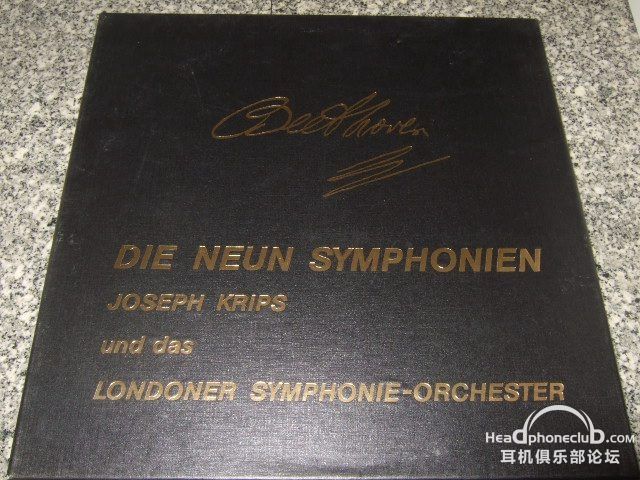 Beethoven
DIE NEUN SYMPHONIEN
JOSEPH KRIPS
und das
LONDONER SYMPHONIE-ORCHESTER
Headphoneclub.com
耳机俱乐部论坛